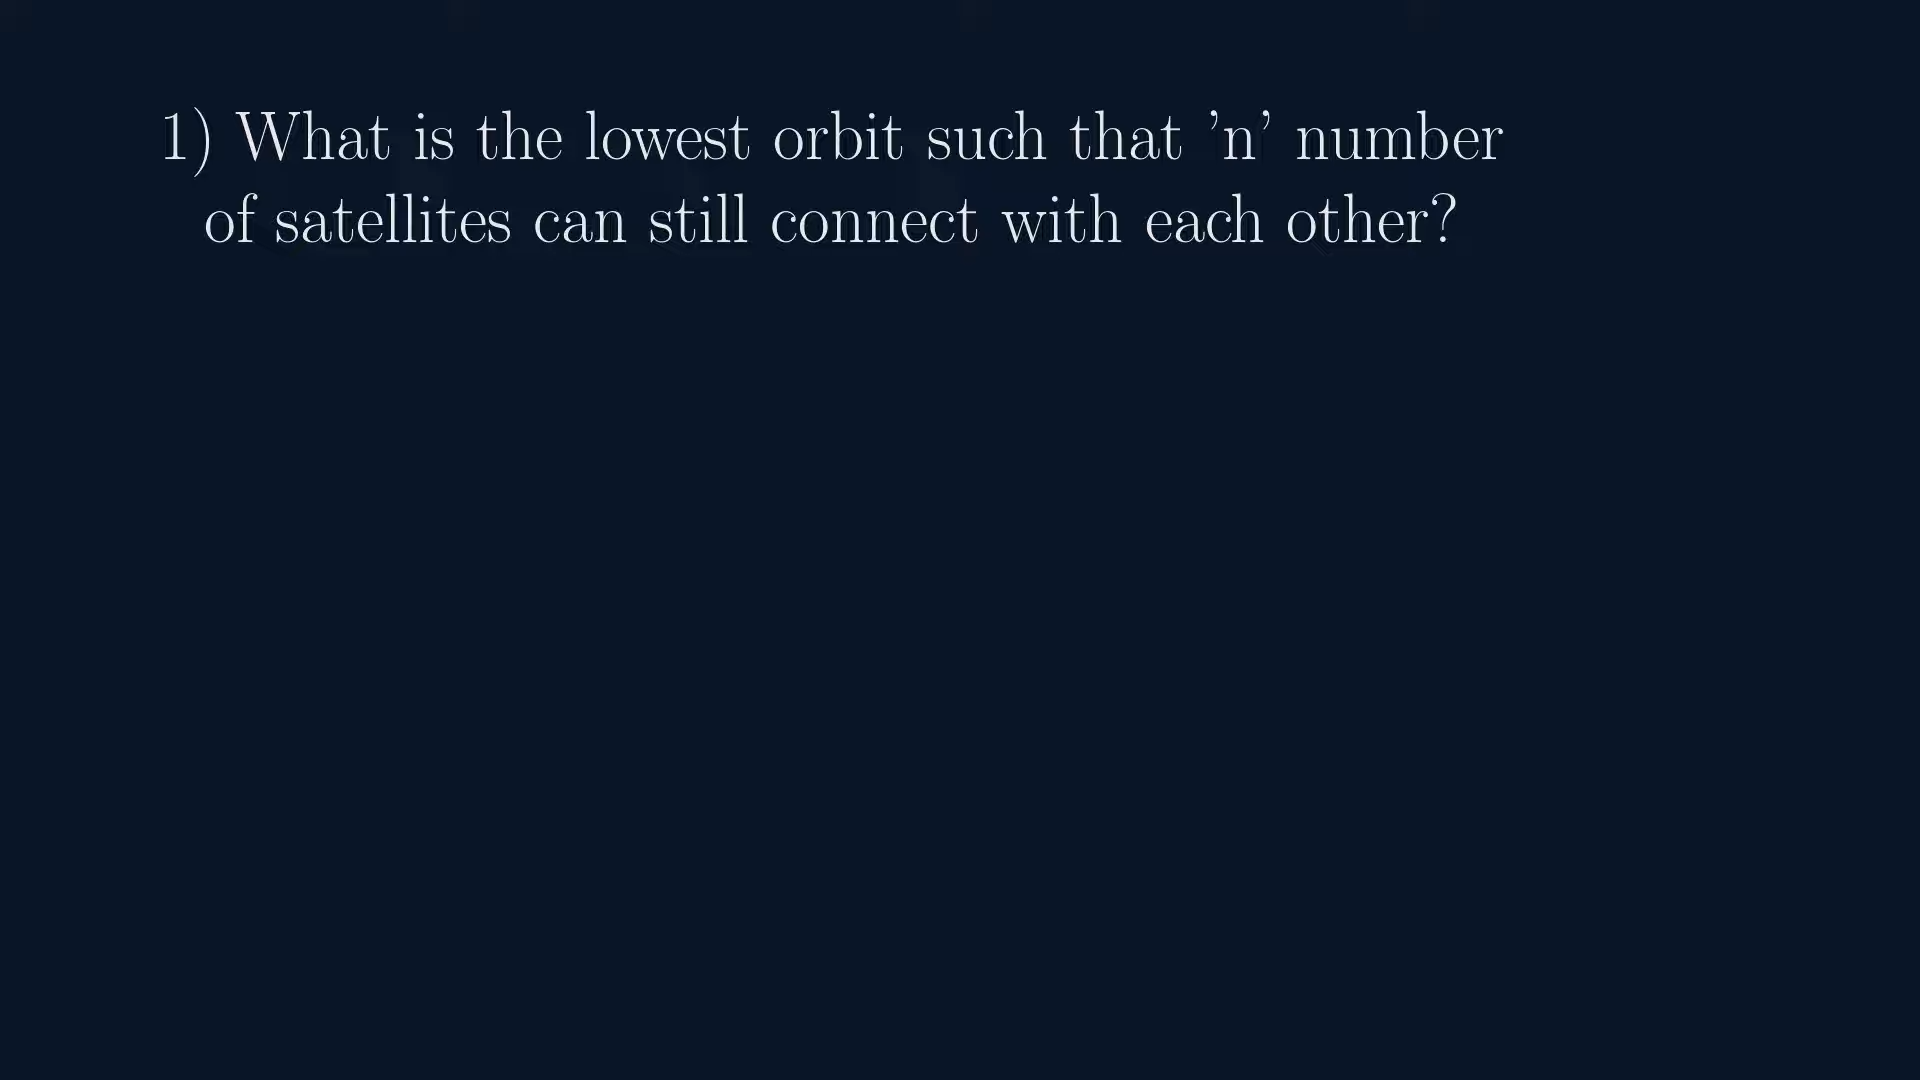 1) What is the lowest orbit such that 'n' number
of satellites can still connect with each other?